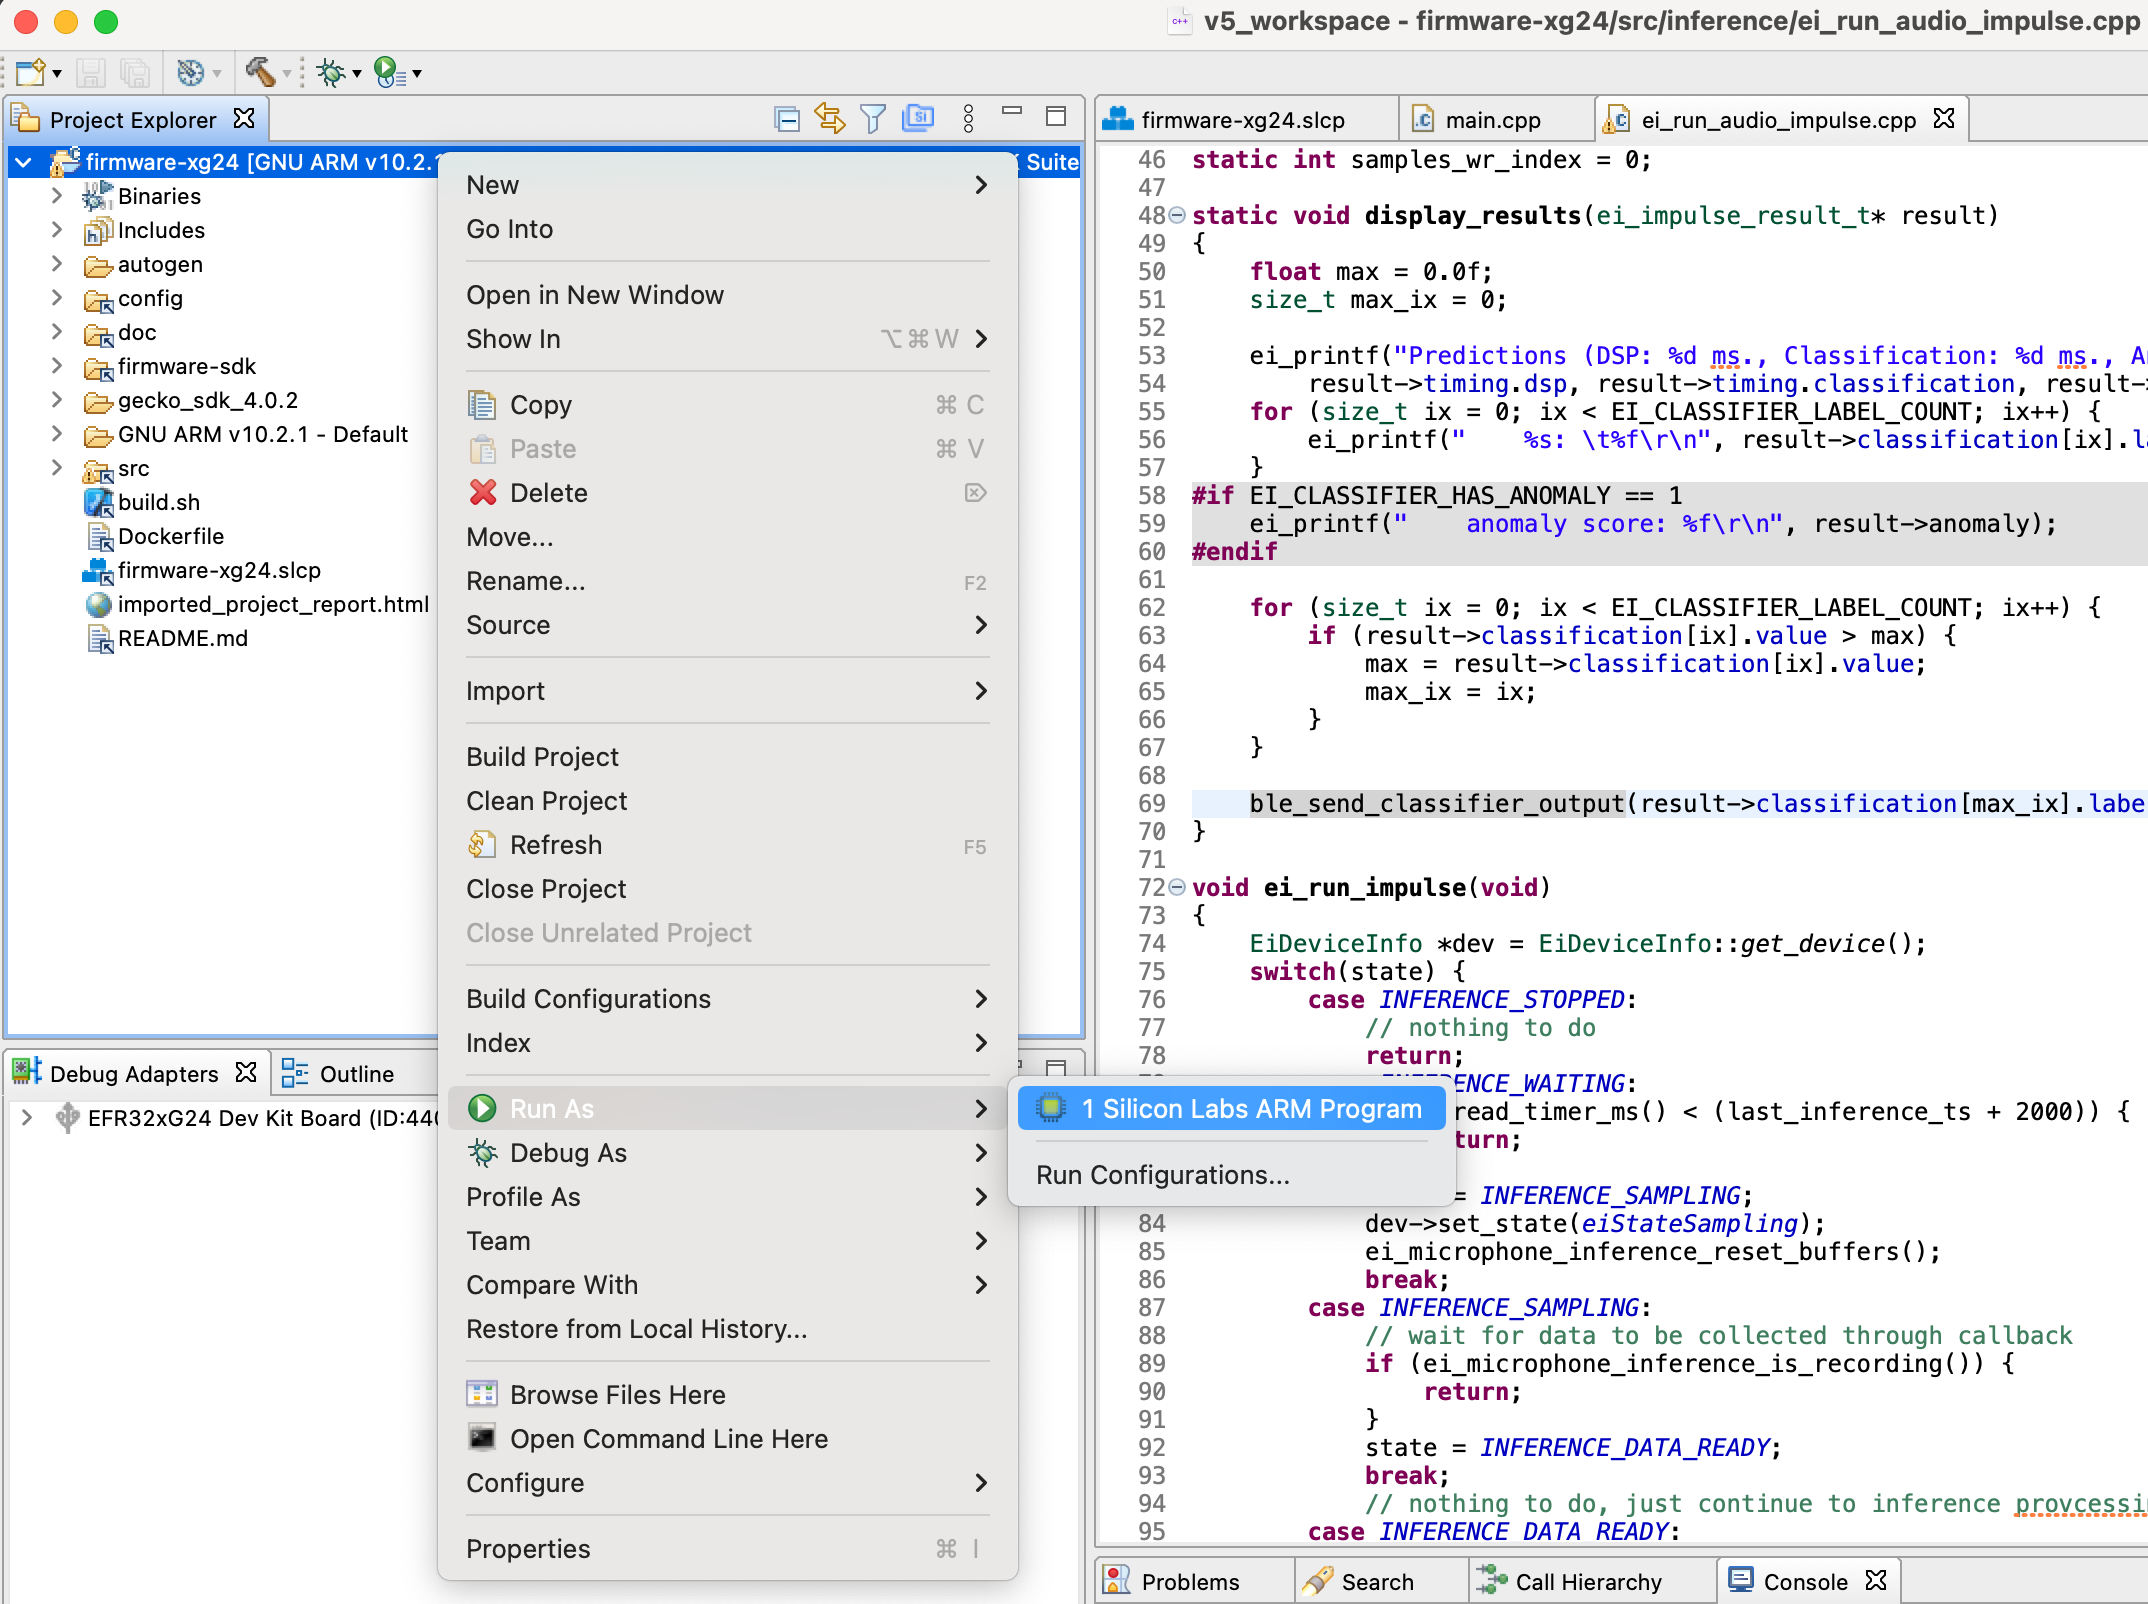 v5_workspace - firmware-xg24/src/inference/ei_run_audio_impulse.cpp
Project Explorer
firmware-xg24 [GNU ARM v10.2.1
Suite
Binaries
Includes
autogen
config
doc
firmware-sdk
gecko_sdk_4.0.2
GNU ARM v10.2.1 - Default
src
build.sh
Dockerfile
firmware-xg24.slcp
imported_project_report.html
README.md
Debug Adapters
Outline
EFR32xG24 Dev Kit Board (ID:440
New
Go Into
Open in New Window
Show In ⌥⌘W
Copy ⌘ C
Paste ⌘ V
Delete
Move...
Rename... F2
Source
Import
Build Project
Clean Project
Refresh F5
Close Project
Close Unrelated Project
Build Configurations
Index
Run As
Debug As
Profile As
Team
Compare With
Restore from Local History...
Browse Files Here
Open Command Line Here
Configure
Properties ⌘ I
1 Silicon Labs ARM Program
Run Configurations...
firmware-xg24.slcp
main.cpp
ei_run_audio_impulse.cpp
46 static int samples_wr_index = 0;
47
48 static void display_results(ei_impulse_result_t* result)
49 {
50 float max = 0.0f;
51 size_t max_ix = 0;
52
53 ei_printf("Predictions (DSP: %d ms., Classification: %d ms., A
54 result->timing.dsp, result->timing.classification, result->
55 for (size_t ix = 0; ix < EI_CLASSIFIER_LABEL_COUNT; ix++) {
56 ei_printf("    %s: \t%f\r\n", result->classification[ix].la
57 }
58 #if EI_CLASSIFIER_HAS_ANOMALY == 1
59 ei_printf("    anomaly score: %f\r\n", result->anomaly);
60 #endif
61
62 for (size_t ix = 0; ix < EI_CLASSIFIER_LABEL_COUNT; ix++) {
63 if (result->classification[ix].value > max) {
64 max = result->classification[ix].value;
65 max_ix = ix;
66 }
67 }
68
69 ble_send_classifier_output(result->classification[max_ix].labe
70 }
71
72 void ei_run_impulse(void)
73 {
74 EiDeviceInfo *dev = EiDeviceInfo::get_device();
75 switch(state) {
76 case INFERENCE_STOPPED:
77 // nothing to do
78 return;
INFERENCE_WAITING:
read_timer_ms() < (last_inference_ts + 2000)) {
turn;
= INFERENCE_SAMPLING;
84 dev->set_state(eiStateSampling);
85 ei_microphone_inference_reset_buffers();
86 break;
87 case INFERENCE_SAMPLING:
88 // wait for data to be collected through callback
89 if (ei_microphone_inference_is_recording()) {
90 return;
91 }
92 state = INFERENCE_DATA_READY;
93 break;
94 // nothing to do, just continue to inference provcessi
95 case INFERENCE_DATA_READY:
Problems
Search
Call Hierarchy
Console